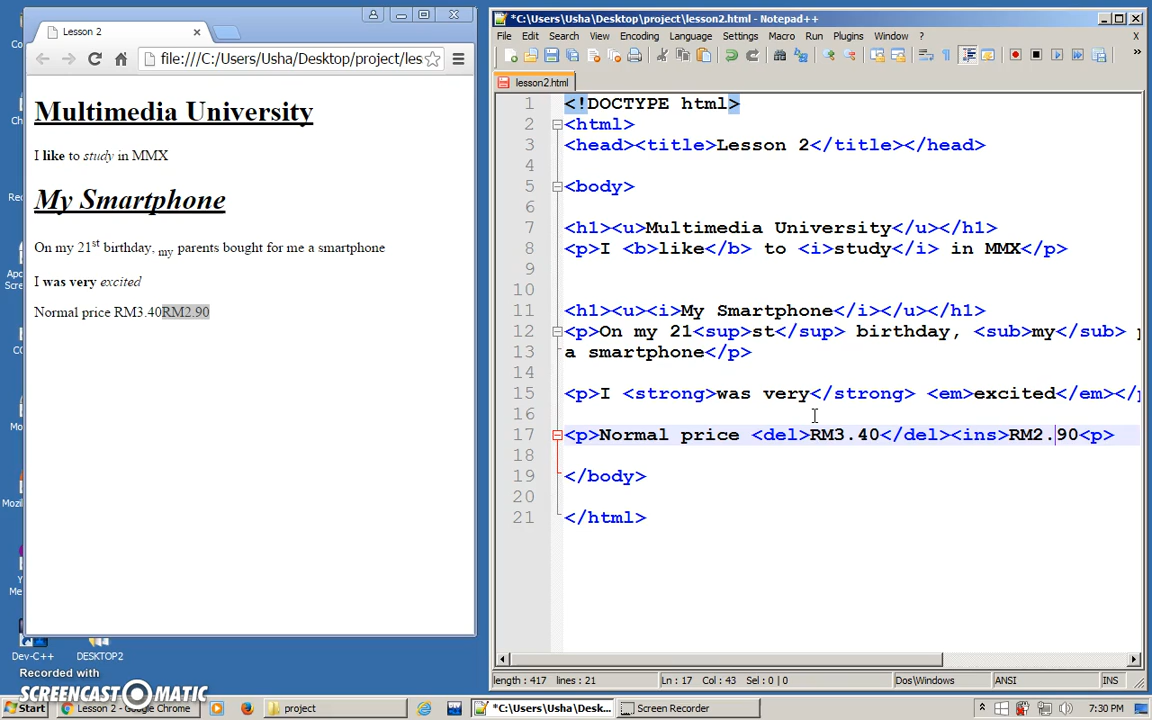 Lesson 2
file:///C:/Users/Usha/Desktop/project/les
Multimedia University
I like to study in MMX
My Smartphone
On my 21st birthday, my parents bought for me a smartphone
I was very excited
Normal price RM3.40RM2.90
*C:\Users\Usha\Desktop\project\lesson2.html - Notepad++
File Edit Search View Encoding Language Settings Macro Run Plugins Window ? X
lesson2.html
1 <!DOCTYPE html>
2 <html>
3 <head><title>Lesson 2</title></head>
4
5 <body>
6
7 <h1><u>Multimedia University</u></h1>
8 <p>I <b>like</b> to <i>study</i> in MMX</p>
9
10
11 <h1><u><i>My Smartphone</i></u></h1>
12 <p>On my 21<sup>st</sup> birthday, <sub>my</sub> p
13 a smartphone</p>
14
15 <p>I <strong>was very</strong> <em>excited</em></p
16
17 <p>Normal price <del>RM3.40</del><ins>RM2.90<p>
18
19 </body>
20
21 </html>
length : 417 lines : 21
Ln : 17 Col : 43 Sel : 0 | 0
Dos\Windows
ANSI
INS
Dev-C++
DESKTOP2
Recorded with
SCREENCAST-O-MATIC
Start
Lesson 2 - Google Chrome
project
*C:\Users\Usha\Desk...
Screen Recorder
7:30 PM